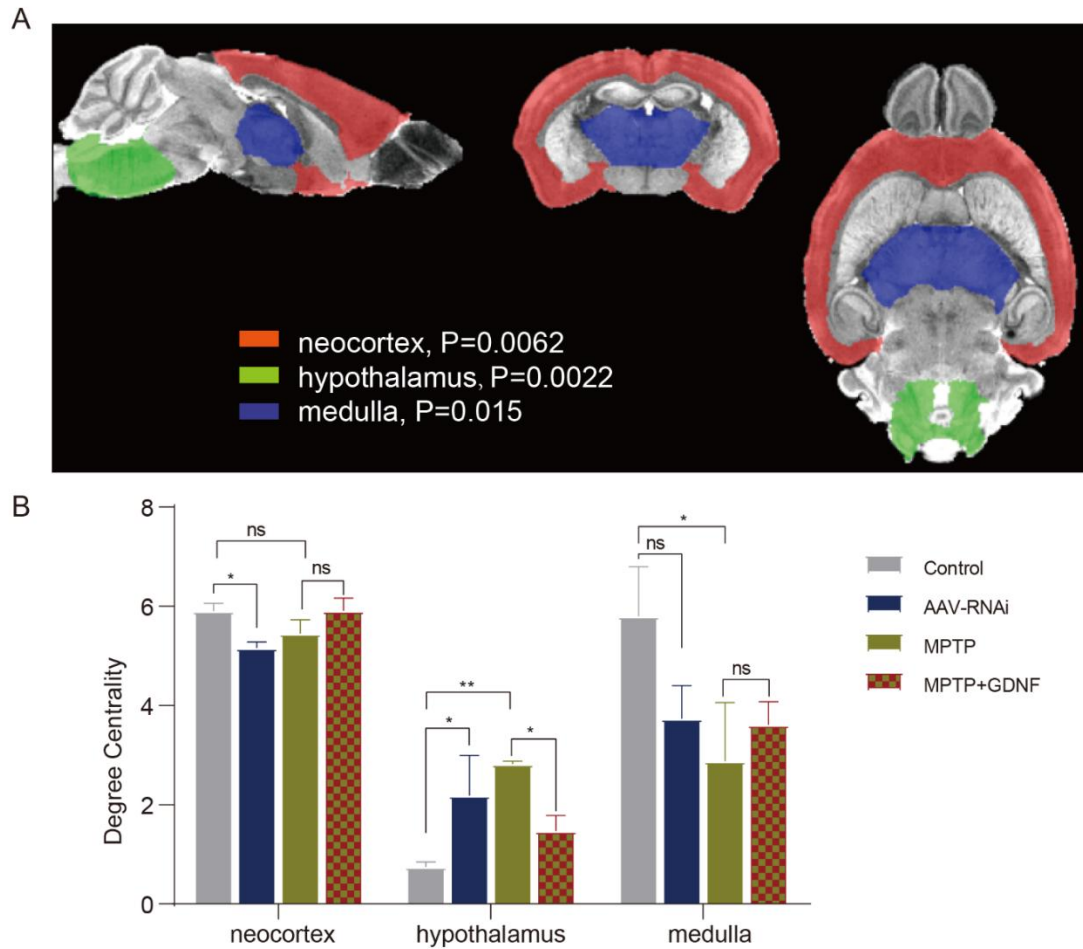 A
neocortex, P=0.0062
hypothalamus, P=0.0022
medulla, P=0.015
B
8
6
4
2
0
Degree Centrality
ns
*
ns
**
*
*
*
ns
ns
neocortex
hypothalamus
medulla
Control
AAV-RNAi
MPTP
MPTP+GDNF